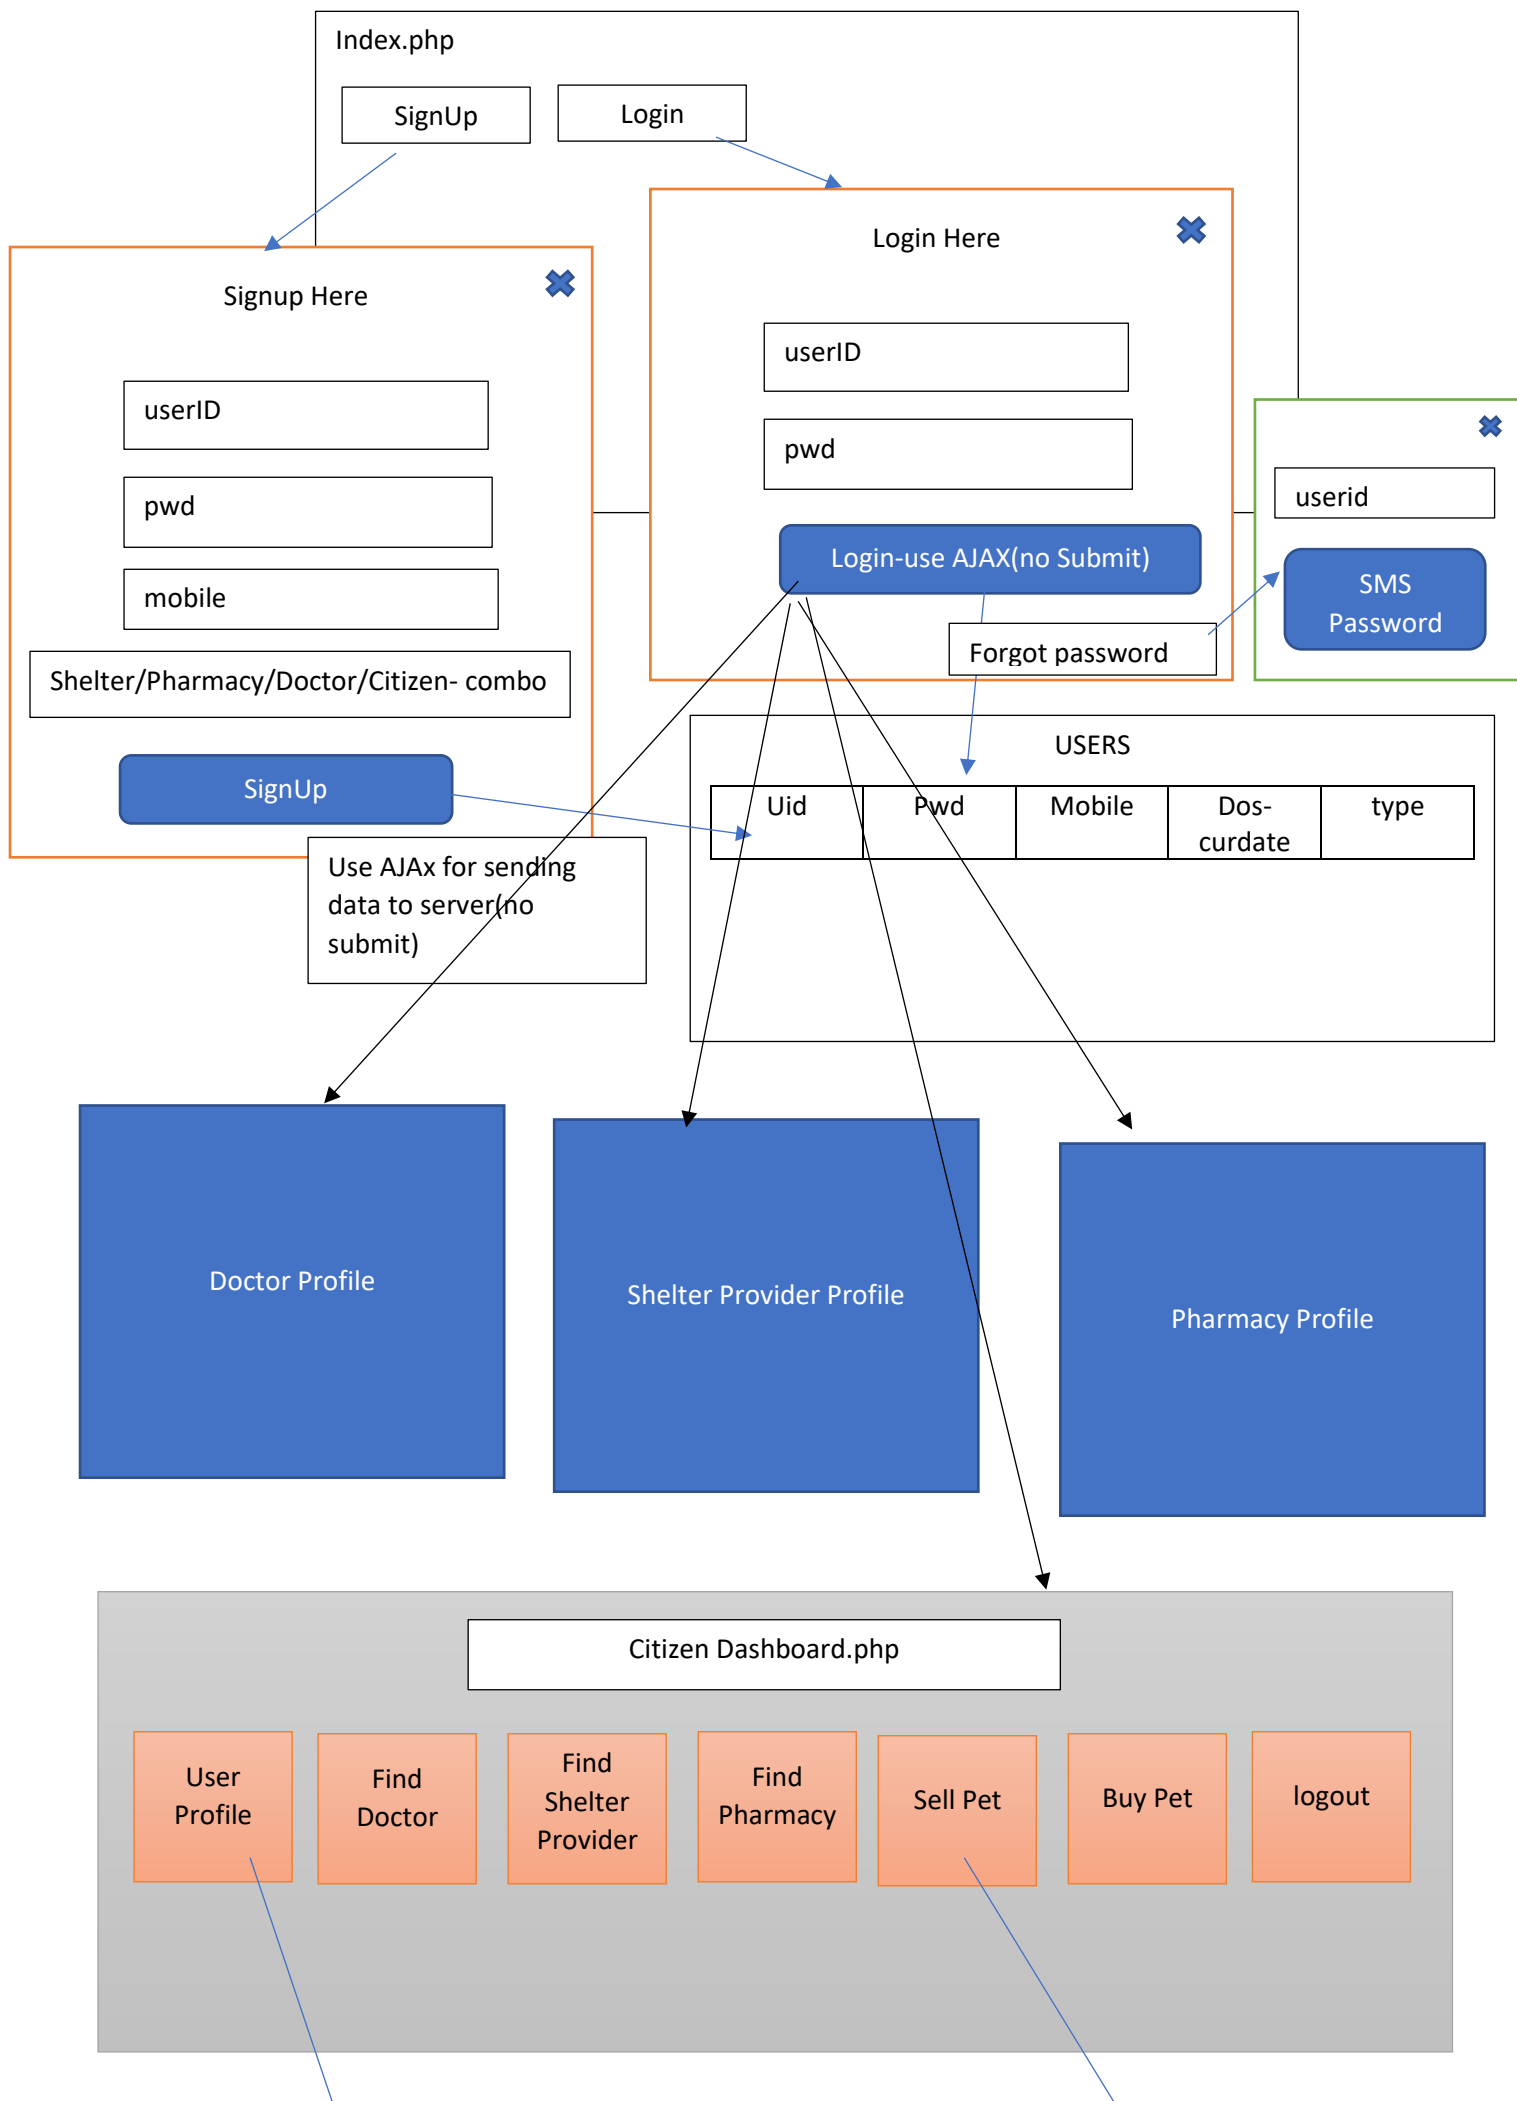 Index.php
SignUp
Login
Signup Here
userID
pwd
mobile
Shelter/Pharmacy/Doctor/Citizen- combo
SignUp
Use AJAx for sending
data to server(no
submit)
Login Here
userID
pwd
Login-use AJAX(no Submit)
Forgot password
userid
SMS
Password
USERS
Uid
Pwd
Mobile
Dos-
curdate
type
Doctor Profile
Shelter Provider Profile
Pharmacy Profile
Citizen Dashboard.php
User
Profile
Find
Doctor
Find
Shelter
Provider
Find
Pharmacy
Sell Pet
Buy Pet
logout